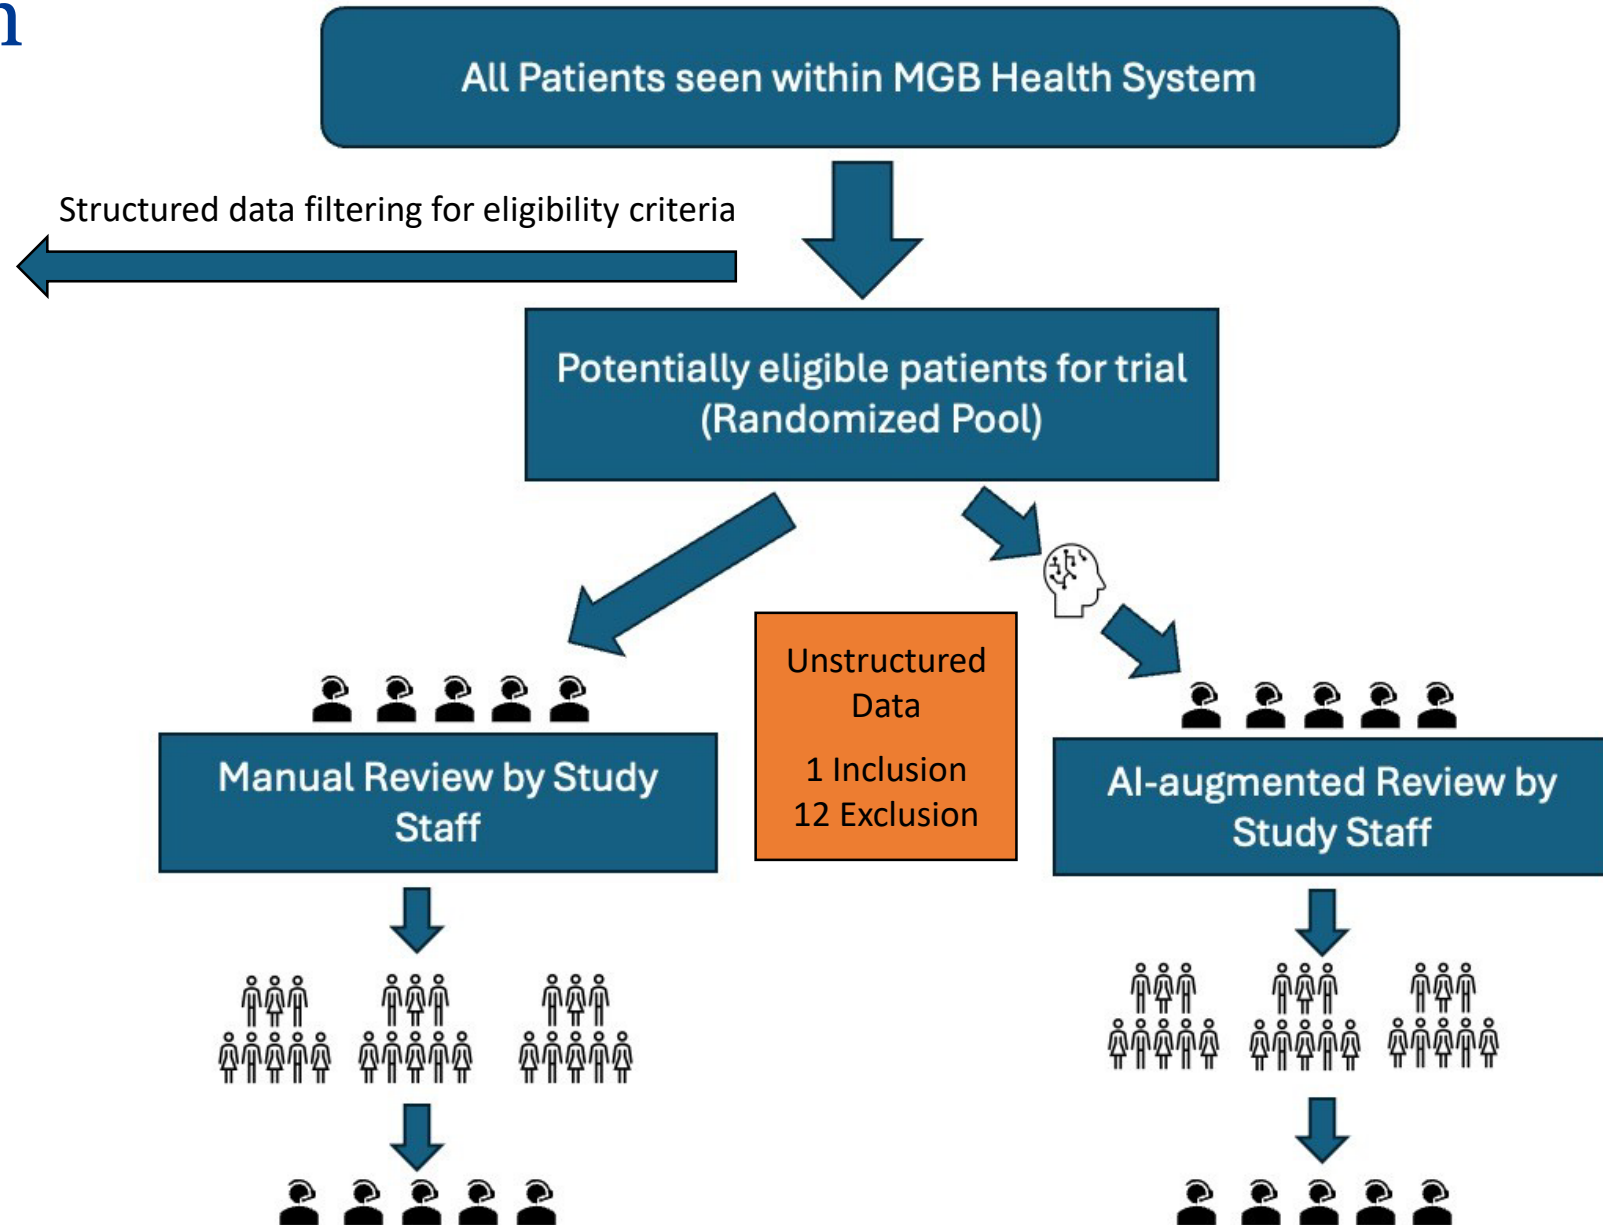 n
All Patients seen within MGB Health System
Structured data filtering for eligibility criteria
Potentially eligible patients for trial
(Randomized Pool)
Unstructured
Data
1 Inclusion
12 Exclusion
Manual Review by Study
Staff
AI-augmented Review by
Study Staff